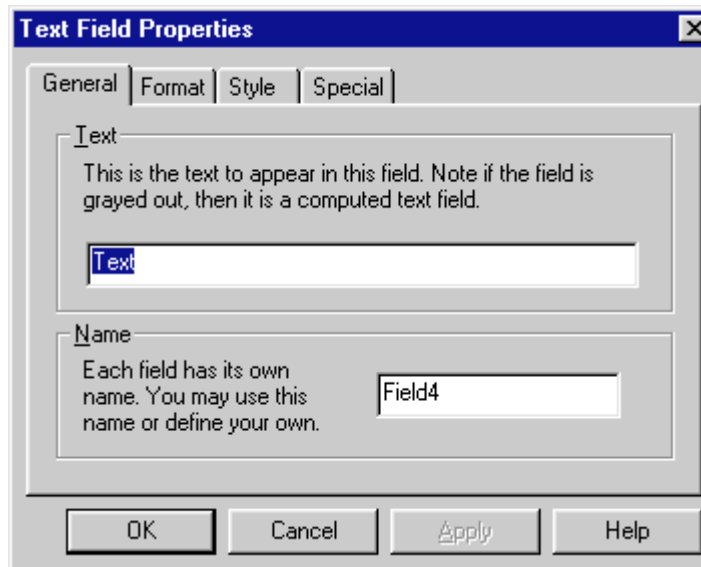 Text Field Properties
General Format Style Special
Text
This is the text to appear in this field. Note if the field is
grayed out, then it is a computed text field.
Text
Name
Each field has its own
name. You may use this
name or define your own.
Field4
OK Cancel Apply Help